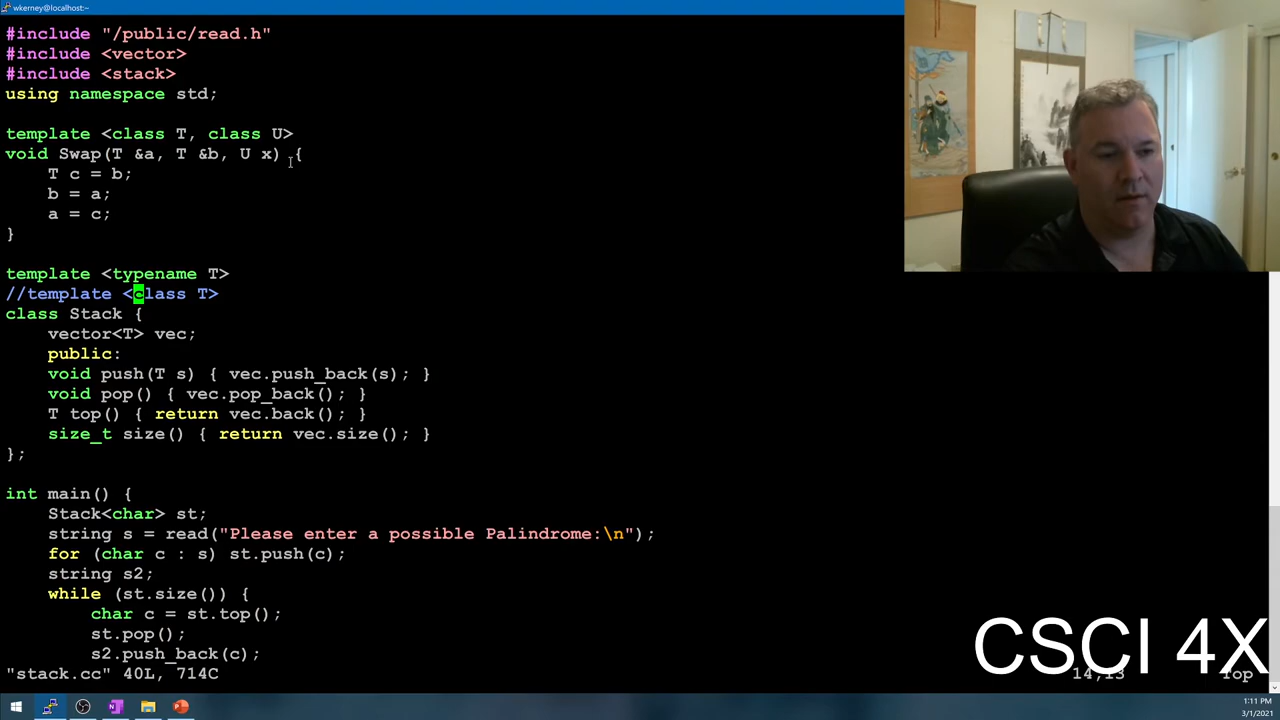 wkerney@localhost:~
#include "/public/read.h"
#include <vector>
#include <stack>
using namespace std;
template <class T, class U>
void Swap(T &a, T &b, U x) {
    T c = b;
    b = a;
    a = c;
}
template <typename T>
//template <class T>
class Stack {
    vector<T> vec;
    public:
    void push(T s) { vec.push_back(s); }
    void pop() { vec.pop_back(); }
    T top() { return vec.back(); }
    size_t size() { return vec.size(); }
};
int main() {
    Stack<char> st;
    string s = read("Please enter a possible Palindrome:\n");
    for (char c : s) st.push(c);
    string s2;
    while (st.size()) {
        char c = st.top();
        st.pop();
        s2.push_back(c);
"stack.cc" 40L, 714C
14,13
Top
CSCI 4X
1:11 PM
3/1/2021